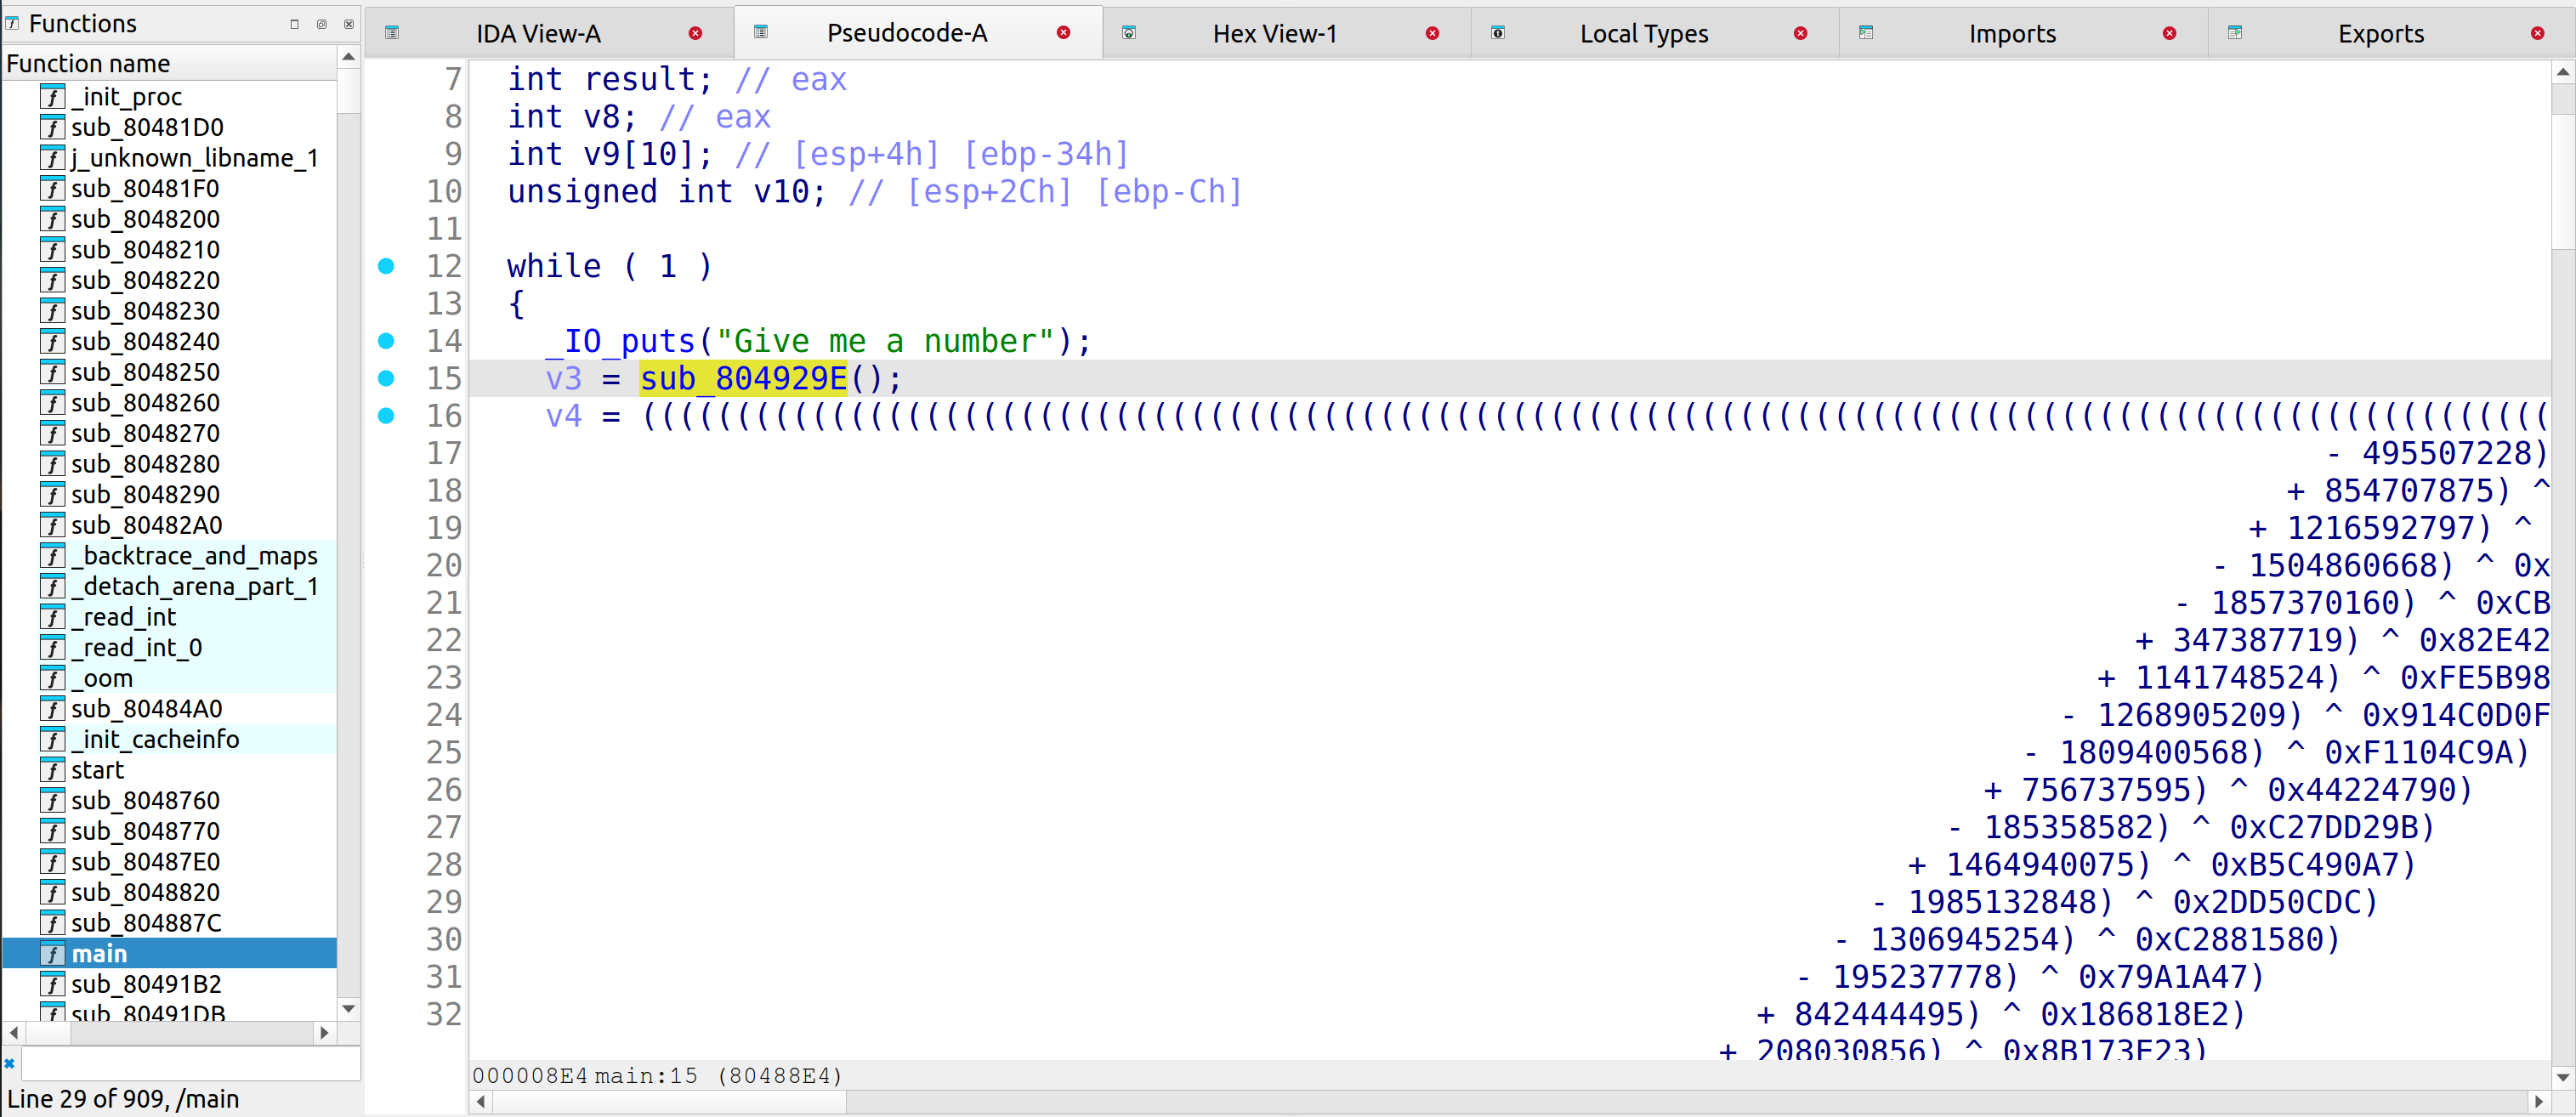 Functions
Function name
_init_proc
sub_80481D0
j_unknown_libname_1
sub_80481F0
sub_8048200
sub_8048210
sub_8048220
sub_8048230
sub_8048240
sub_8048250
sub_8048260
sub_8048270
sub_8048280
sub_8048290
sub_80482A0
_backtrace_and_maps
_detach_arena_part_1
_read_int
_read_int_0
_oom
sub_80484A0
_init_cacheinfo
start
sub_8048760
sub_8048770
sub_80487E0
sub_8048820
sub_804887C
main
sub_80491B2
sub_80491DB
Line 29 of 909, /main
IDA View-A Pseudocode-A Hex View-1 Local Types Imports Exports
7 int result; // eax
8 int v8; // eax
9 int v9[10]; // [esp+4h] [ebp-34h]
10 unsigned int v10; // [esp+2Ch] [ebp-Ch]
11
12 while ( 1 )
13 {
14 _IO_puts("Give me a number");
15 v3 = sub_804929E();
16 v4 = (((((((((((((((((((((((((((((((((((((((((((((((((((
17 - 495507228)
18 + 854707875) ^
19 + 1216592797) ^
20 - 1504860668) ^ 0x
21 - 1857370160) ^ 0xCB
22 + 347387719) ^ 0x82E42
23 + 1141748524) ^ 0xFE5B98
24 - 1268905209) ^ 0x914C0D0F
25 - 1809400568) ^ 0xF1104C9A)
26 + 756737595) ^ 0x44224790)
27 - 185358582) ^ 0xC27DD29B)
28 + 1464940075) ^ 0xB5C490A7)
29 - 1985132848) ^ 0x2DD50CDC)
30 - 1306945254) ^ 0xC2881580)
31 - 195237778) ^ 0x79A1A47)
32 + 842444495) ^ 0x186818E2)
+ 208030856) ^ 0x8B173F23)
000008E4 main:15 (80488E4)